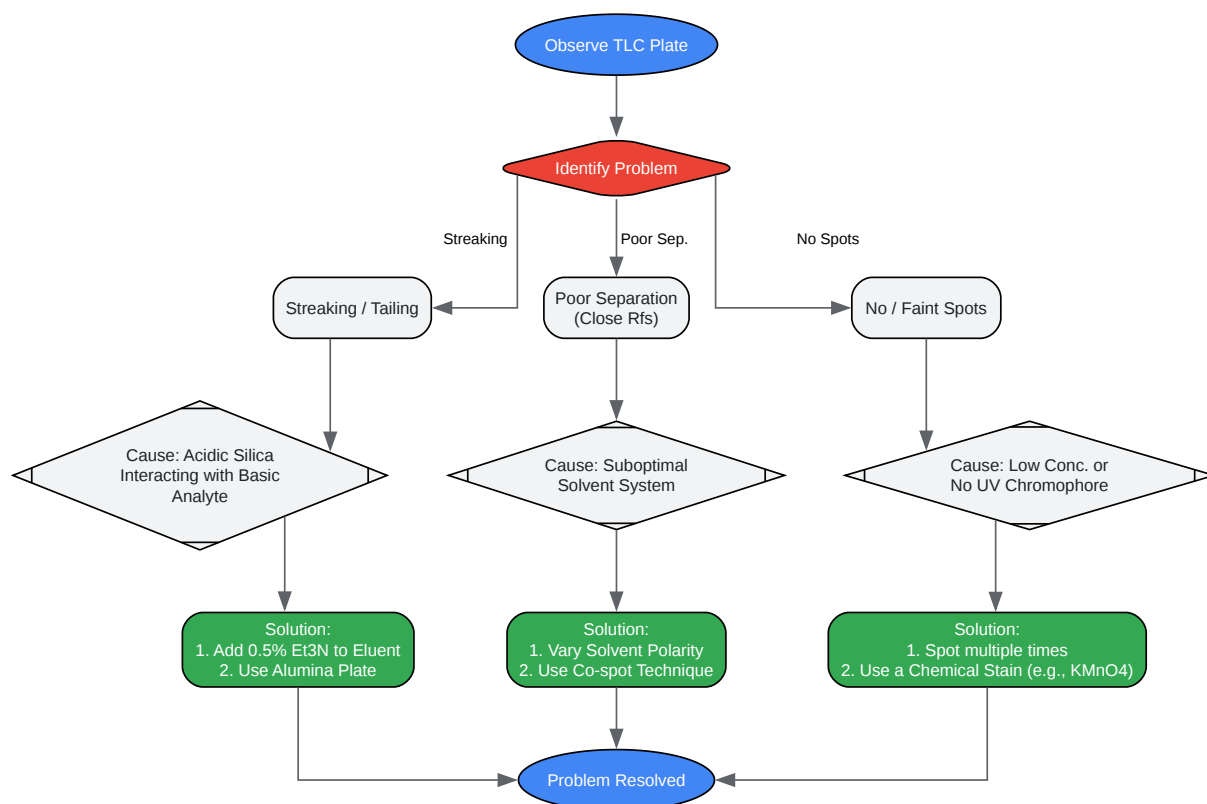 Observe TLC Plate
Identify Problem
Streaking
Poor Sep.
No Spots
Streaking / Tailing
Poor Separation
(Close Rfs)
No / Faint Spots
Cause: Acidic Silica
Interacting with Basic
Analyte
Cause: Suboptimal
Solvent System
Cause: Low Conc. or
No UV Chromophore
Solution:
1. Add 0.5% Et3N to Eluent
2. Use Alumina Plate
Solution:
1. Vary Solvent Polarity
2. Use Co-spot Technique
Solution:
1. Spot multiple times
2. Use a Chemical Stain (e.g., KMnO4)
Problem Resolved